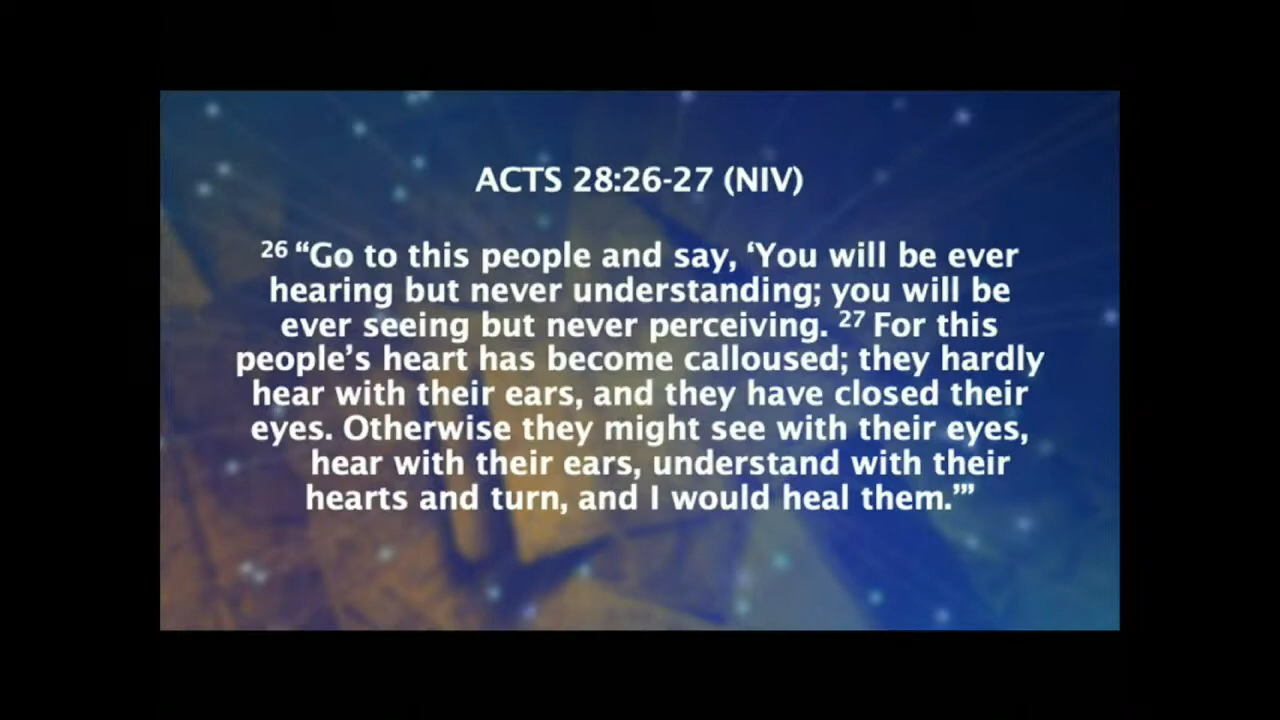 ACTS 28:26-27 (NIV)
26 “Go to this people and say, ‘You will be ever
hearing but never understanding; you will be
ever seeing but never perceiving. 27 For this
people’s heart has become calloused; they hardly
hear with their ears, and they have closed their
eyes. Otherwise they might see with their eyes,
hear with their ears, understand with their
hearts and turn, and I would heal them.’”